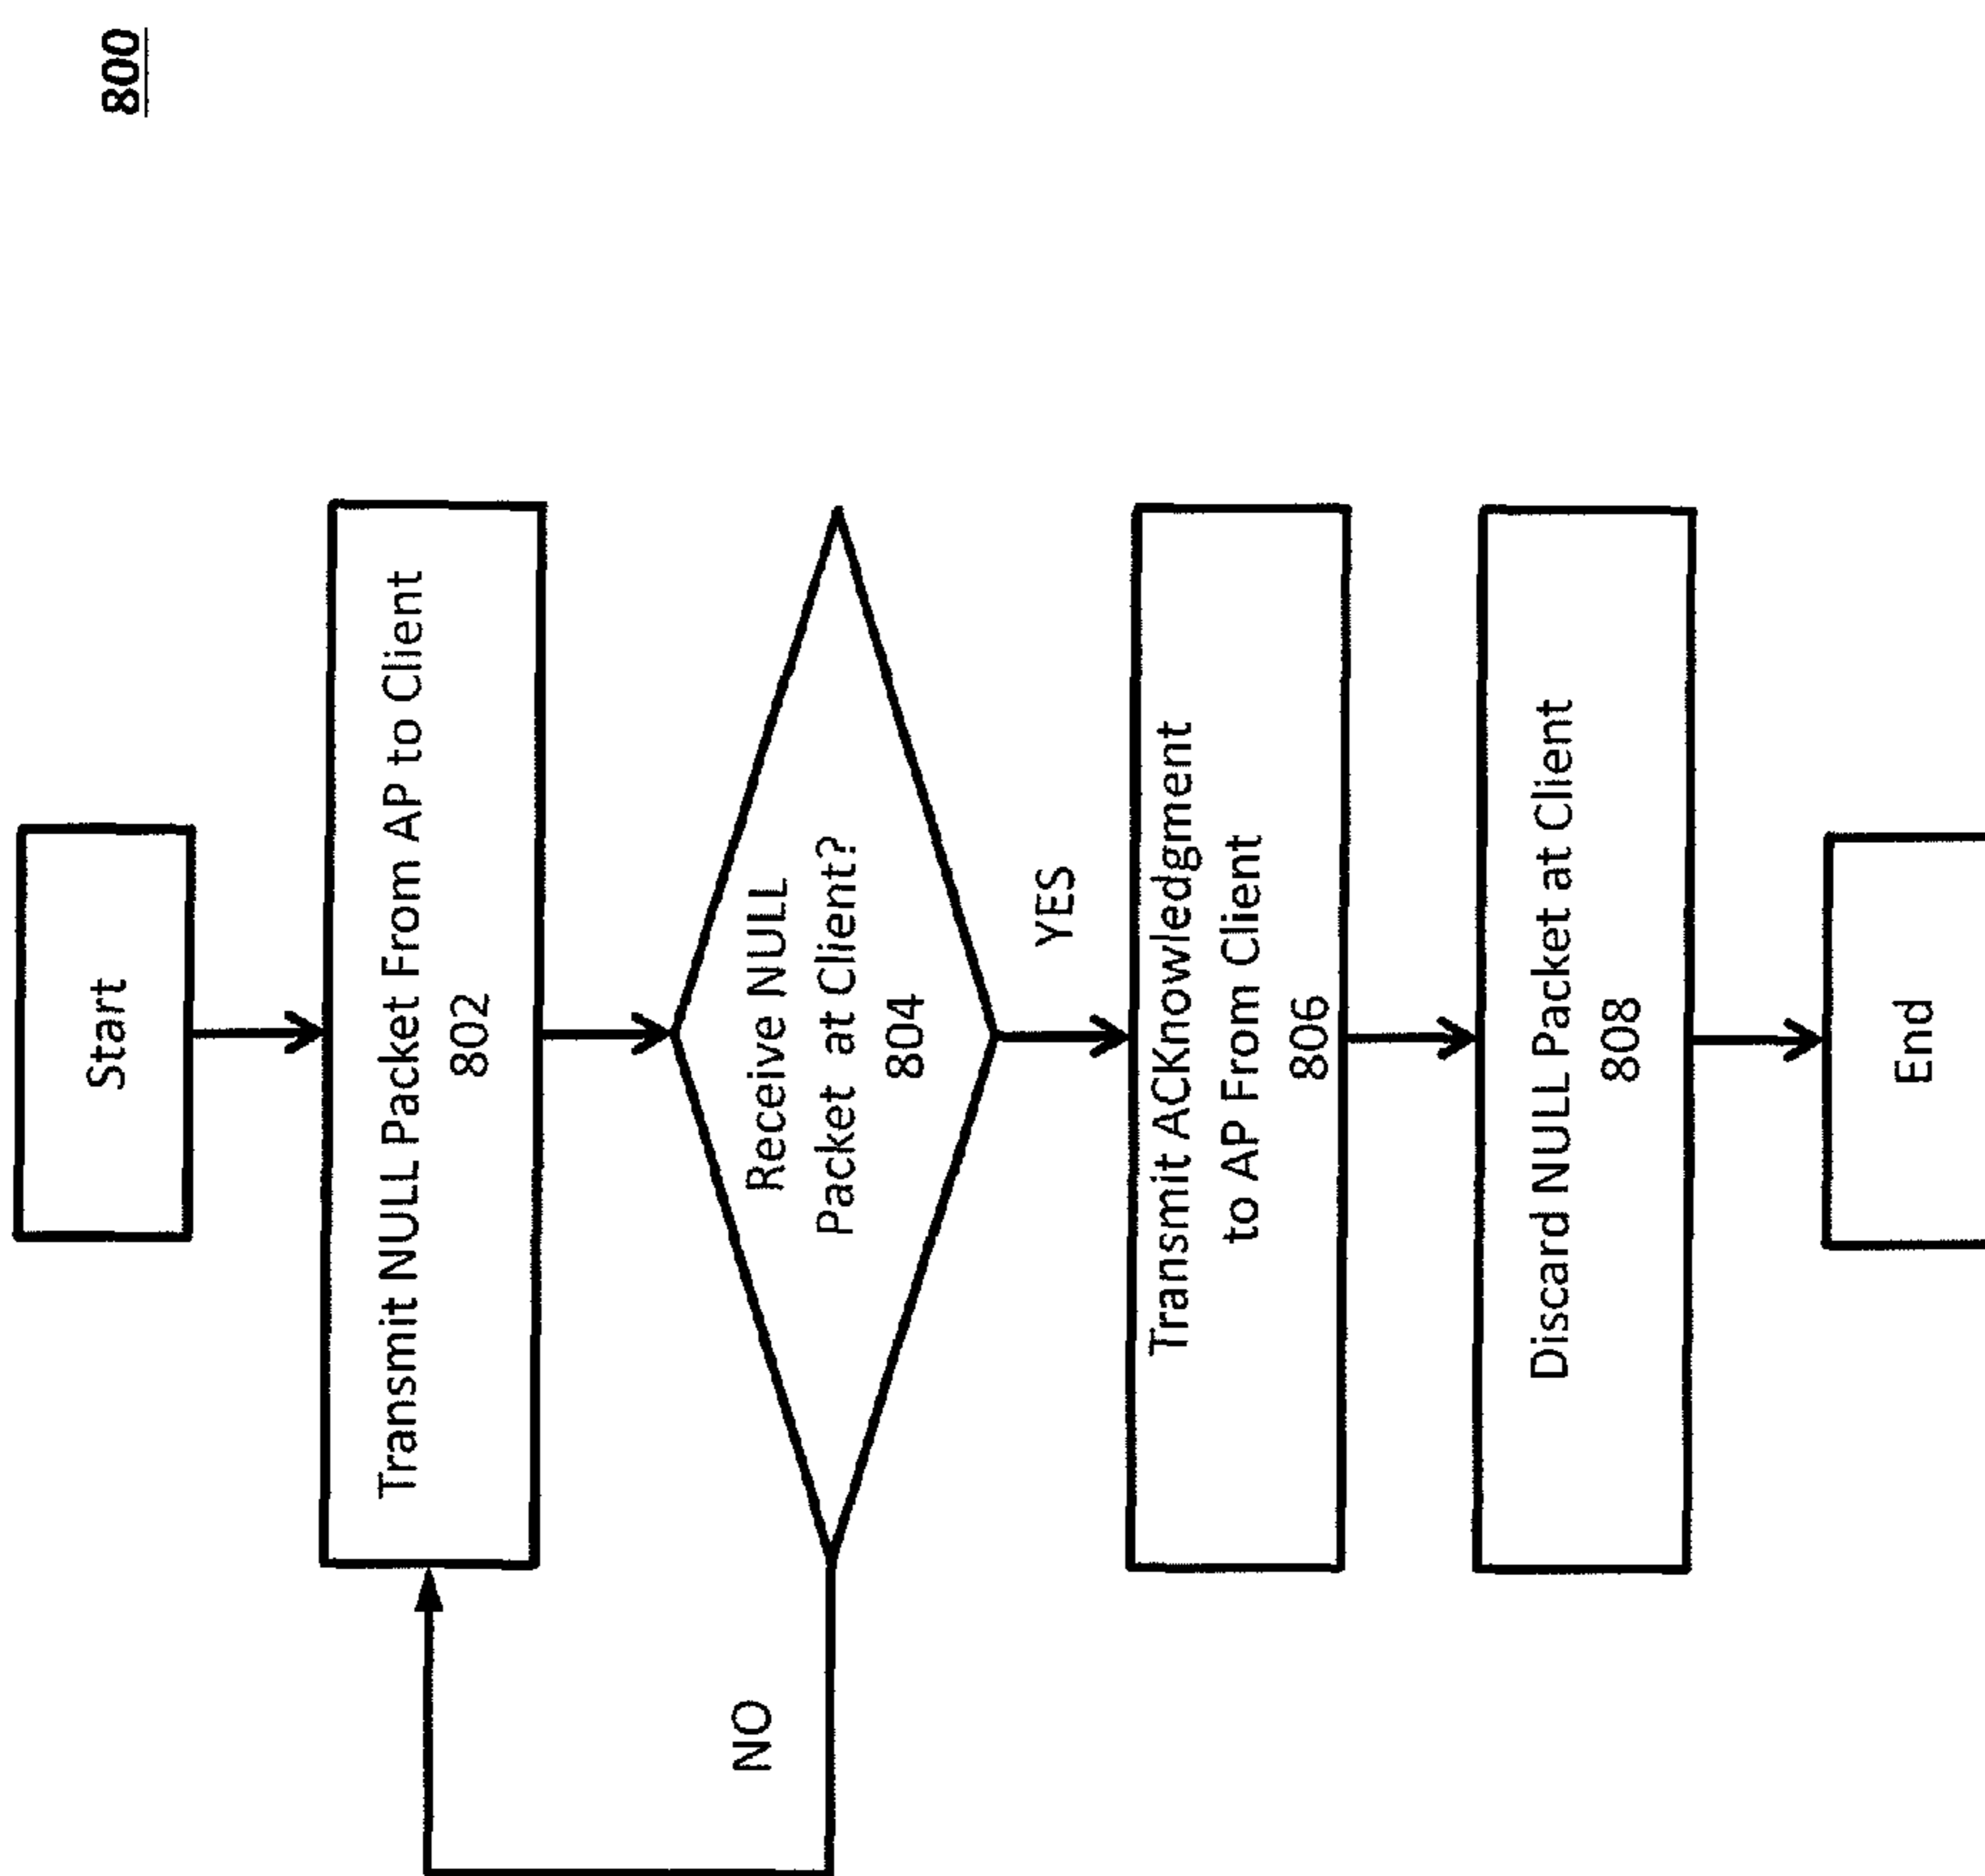 800
Start
Transmit NULL Packet From AP to Client
802
Receive NULL
Packet at Client?
804
NO
YES
Transmit ACKnowledgment
to AP From Client
806
Discard NULL Packet at Client
808
End